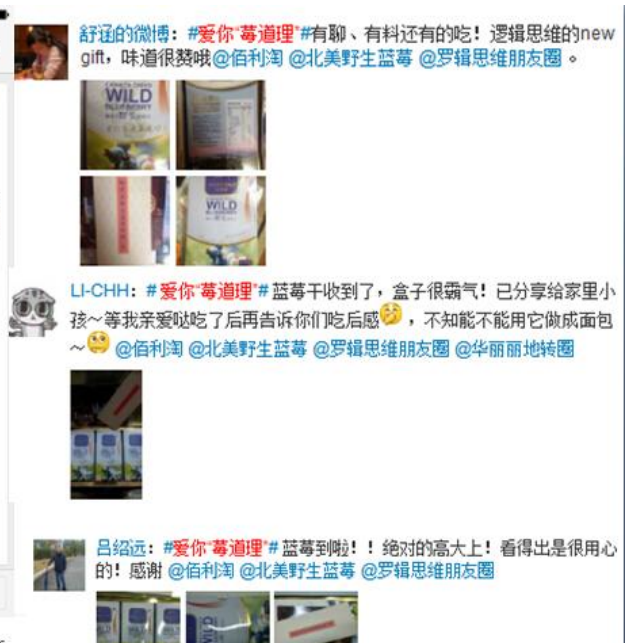 舒涵的微博：#爱你“莓道理”#有聊、有料还有的吃！逻辑思维的new
gift，味道很赞哦@佰利淘 @北美野生蓝莓 @罗辑思维朋友圈 。
WILD
BLUEBERRY
WILD
LI-CHH：#爱你“莓道理”# 蓝莓干收到了，盒子很霸气！已分享给家里小
孩～等我亲爱哒吃了后再告诉你们吃后感，不知能不能用它做成面包
～ @佰利淘 @北美野生蓝莓 @罗辑思维朋友圈 @华丽丽地转圈
吕绍远：#爱你“莓道理”# 蓝莓到啦！！绝对的高大上！看得出是很用心
的！感谢 @佰利淘 @北美野生蓝莓 @罗辑思维朋友圈
WILD